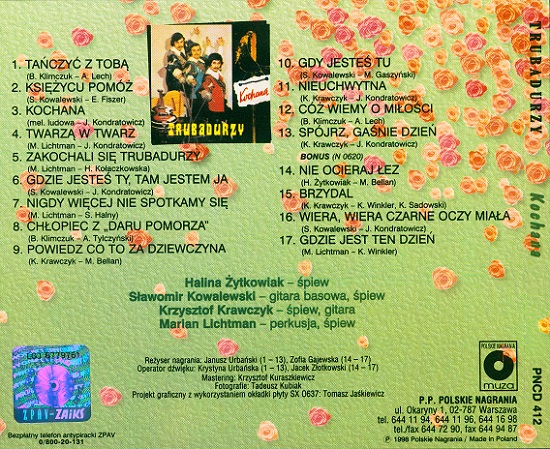 1. TAŃCZYĆ Z TOBĄ
(B. Klimczuk – A. Lech)
2. KSIĘŻYCU POMÓŻ
(S. Kowalewski – E. Fiszer)
3. KOCHANA
(mel. ludowa – J. Kondratowicz)
4. TWARZĄ W TWARZ
(M. Lichtman – J. Kondratowicz)
5. ZAKOCHALI SIĘ TRUBADURZY
(M. Lichtman – H. Kołaczkowska)
6. GDZIE JESTEŚ TY, TAM JESTEM JA
(S. Kowalewski – J. Kondratowicz)
7. NIGDY WIĘCEJ NIE SPOTKAMY SIĘ
(M. Lichtman – S. Halny)
8. CHŁOPIEC Z „DARU POMORZA”
(B. Klimczuk – A. Tylczyński)
9. POWIEDZ CO TO ZA DZIEWCZYNA
(K. Krawczyk – M. Bellan)
Kochana
TRUBADURZY
10. GDY JESTEŚ TU
(S. Kowalewski – M. Gaszyński)
11. NIEUCHWYTNA
(K. Krawczyk – J. Kondratowicz)
12. CÓŻ WIEMY O MIŁOŚCI
(B. Klimczuk – A. Lech)
13. SPÓJRZ, GAŚNIE DZIEŃ
(K. Krawczyk – J. Kondratowicz)
BONUS (N 0620)
14. NIE OCIERAJ ŁEZ
(H. Żytkowiak – M. Bellan)
15. BRZYDAL
(K. Krawczyk – K. Winkler, K. Sadowski)
16. WIERA, WIERA CZARNE OCZY MIAŁA
(S. Kowalewski – J. Kondratowicz)
17. GDZIE JEST TEN DZIEŃ
(M. Lichtman – K. Winkler)
Halina Żytkowiak – śpiew
Sławomir Kowalewski – gitara basowa, śpiew
Krzysztof Krawczyk – śpiew, gitara
Marian Lichtman – perkusja, śpiew
Reżyser nagrania: Janusz Urbański (1 – 13), Zofia Gajewska (14 – 17)
Operator dźwięku: Krystyna Urbańska (1 – 13), Jacek Złotkowski (14 – 17)
Mastering: Krzysztof Kuraszkiewicz
Fotografie: Tadeusz Kubiak
Projekt graficzny z wykorzystaniem okładki płyty SX 0637: Tomasz Jaśkiewicz
ZPAV-ZAIKS
Bezpłatny telefon antypiracki ZPAV
0/800-20-131
POLSKIE NAGRANIA
muza
P.P. POLSKIE NAGRANIA
ul. Okaryny 1, 02-787 Warszawa
tel. 644 11 94, 644 11 96, 644 16 98
tel./fax 644 72 90, fax 644 94 87
℗ 1998 Polskie Nagrania / Made in Poland
TRUBADURZY
Kochana
PNCD 412